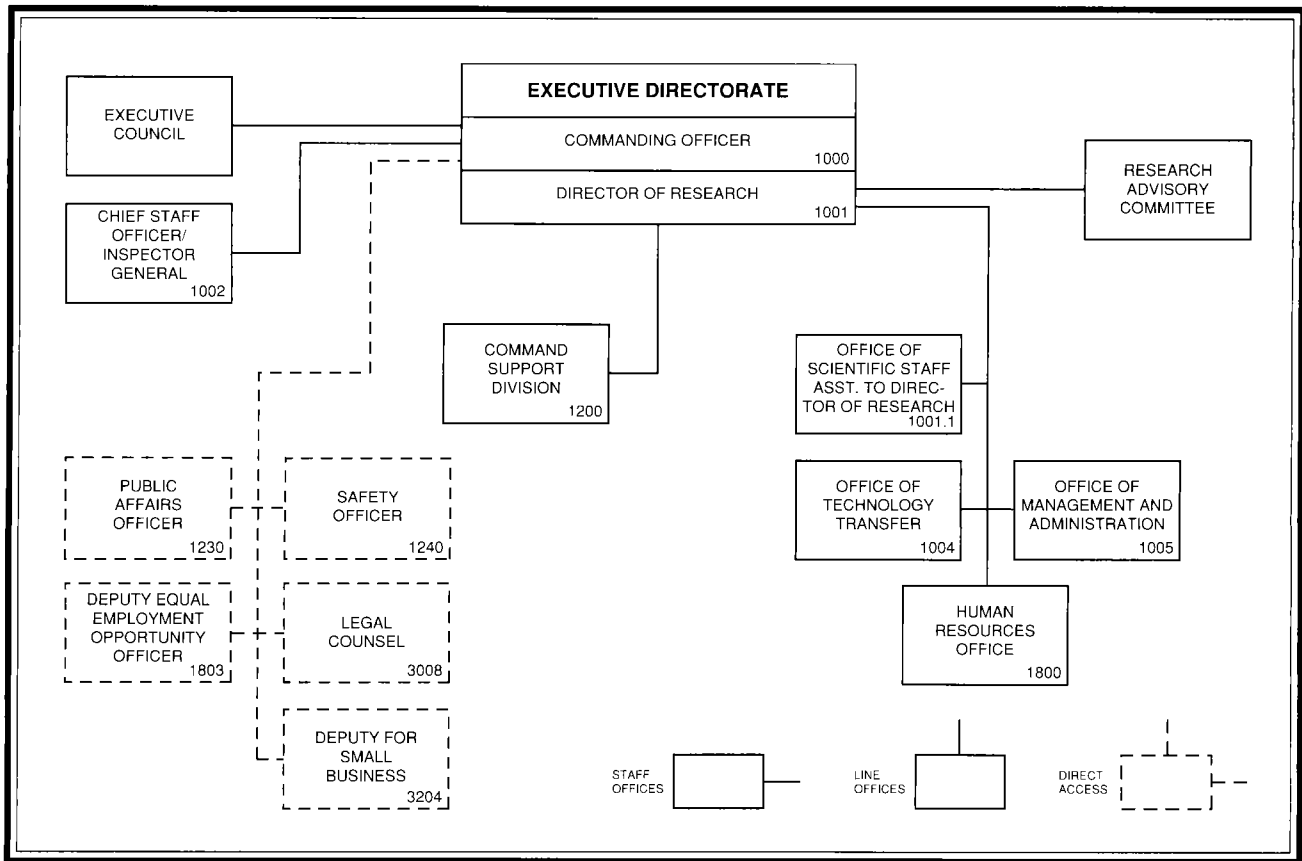 EXECUTIVE DIRECTORATE
COMMANDING OFFICER
1000
DIRECTOR OF RESEARCH
1001
EXECUTIVE
COUNCIL
CHIEF STAFF
OFFICER/
INSPECTOR
GENERAL
1002
RESEARCH
ADVISORY
COMMITTEE
COMMAND
SUPPORT
DIVISION
1200
OFFICE OF
SCIENTIFIC STAFF
ASST. TO DIREC-
TOR OF RESEARCH
1001.1
PUBLIC
AFFAIRS
OFFICER
1230
SAFETY
OFFICER
1240
OFFICE OF
TECHNOLOGY
TRANSFER
1004
OFFICE OF
MANAGEMENT AND
ADMINISTRATION
1005
DEPUTY EQUAL
EMPLOYMENT
OPPORTUNITY
OFFICER
1803
LEGAL
COUNSEL
3008
HUMAN
RESOURCES
OFFICE
1800
DEPUTY FOR
SMALL
BUSINESS
3204
STAFF
OFFICES
LINE
OFFICES
DIRECT
ACCESS